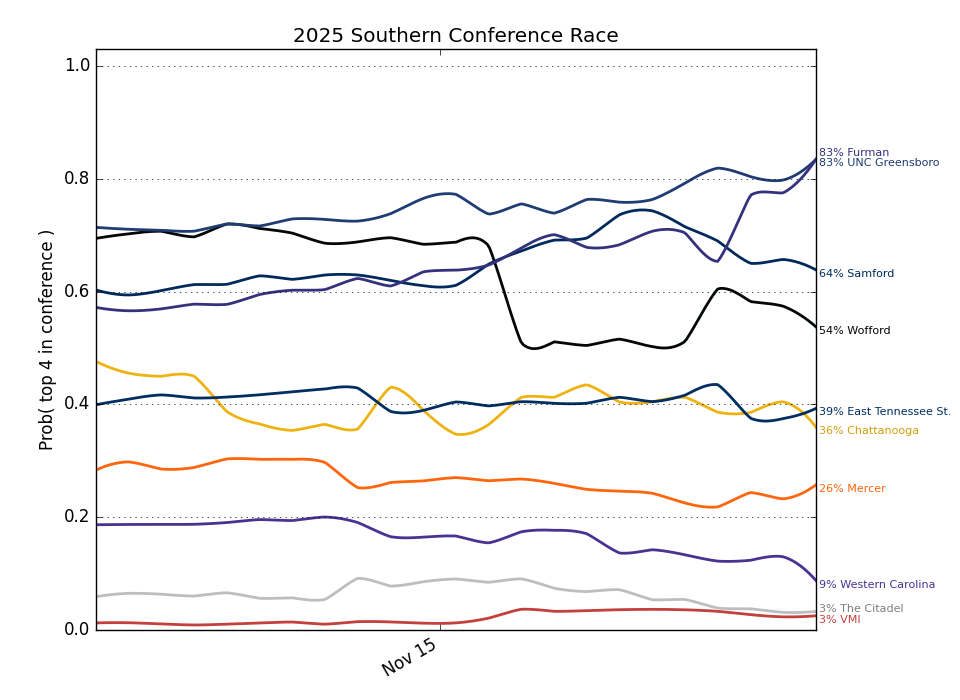 2025 Southern Conference Race
Prob( top 4 in conference )
1.0
0.8
0.6
0.4
0.2
0.0
Nov 15
83% Furman
83% UNC Greensboro
64% Samford
54% Wofford
39% East Tennessee St.
36% Chattanooga
26% Mercer
9% Western Carolina
3% The Citadel
3% VMI